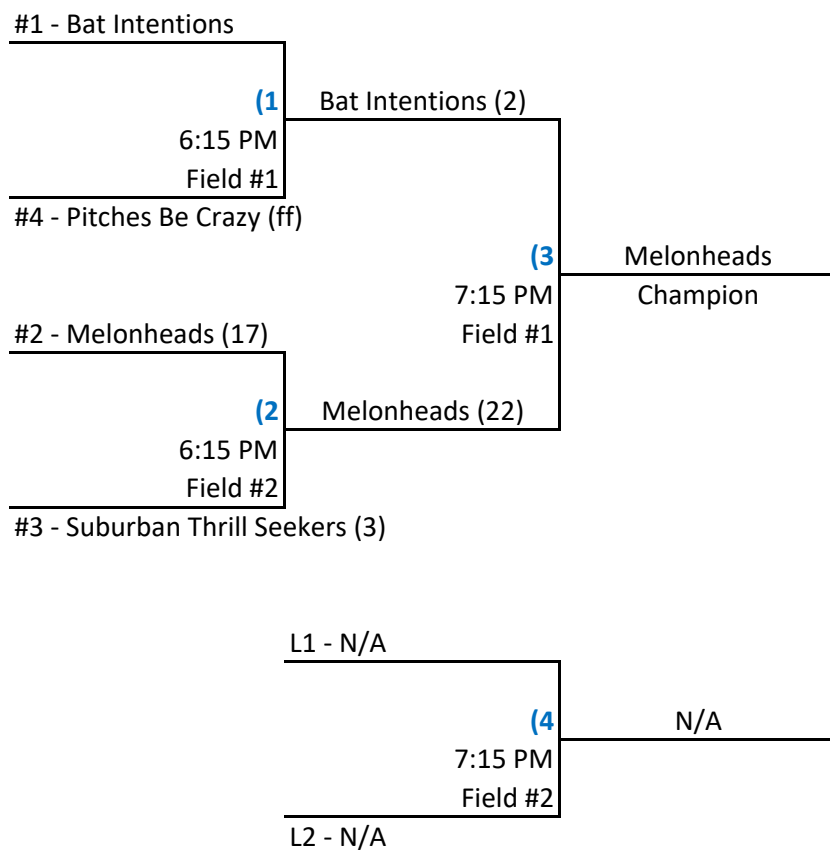 #1 - Bat Intentions
(1
Bat Intentions (2)
6:15 PM
Field #1
#4 - Pitches Be Crazy (ff)
(3
Melonheads
7:15 PM
Champion
#2 - Melonheads (17)
Field #1
(2
Melonheads (22)
6:15 PM
Field #2
#3 - Suburban Thrill Seekers (3)
L1 - N/A
(4
N/A
7:15 PM
Field #2
L2 - N/A